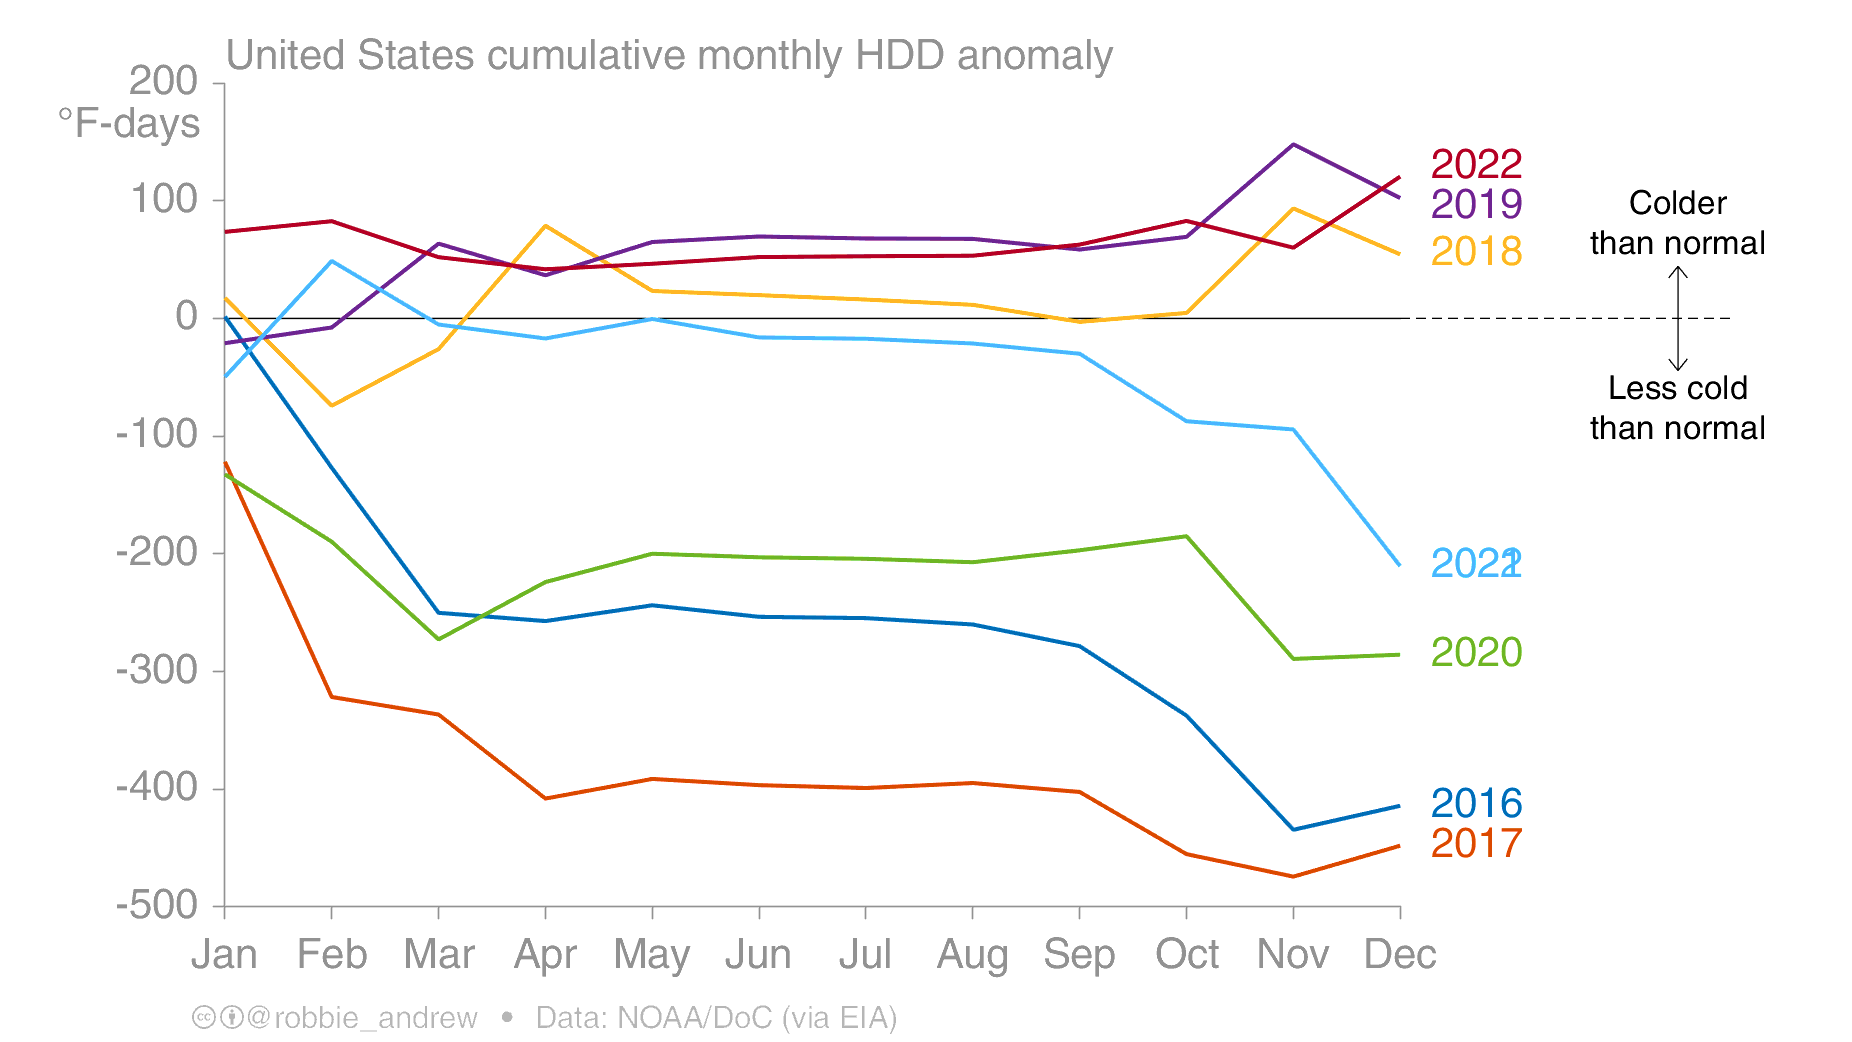 United States cumulative monthly HDD anomaly
200
°F-days
100
0
-100
-200
-300
-400
-500
Jan Feb Mar Apr May Jun Jul Aug Sep Oct Nov Dec
2022
2019
2018
2020
2016
2017
Colder
than normal
Less cold
than normal
@robbie_andrew • Data: NOAA/DoC (via EIA)